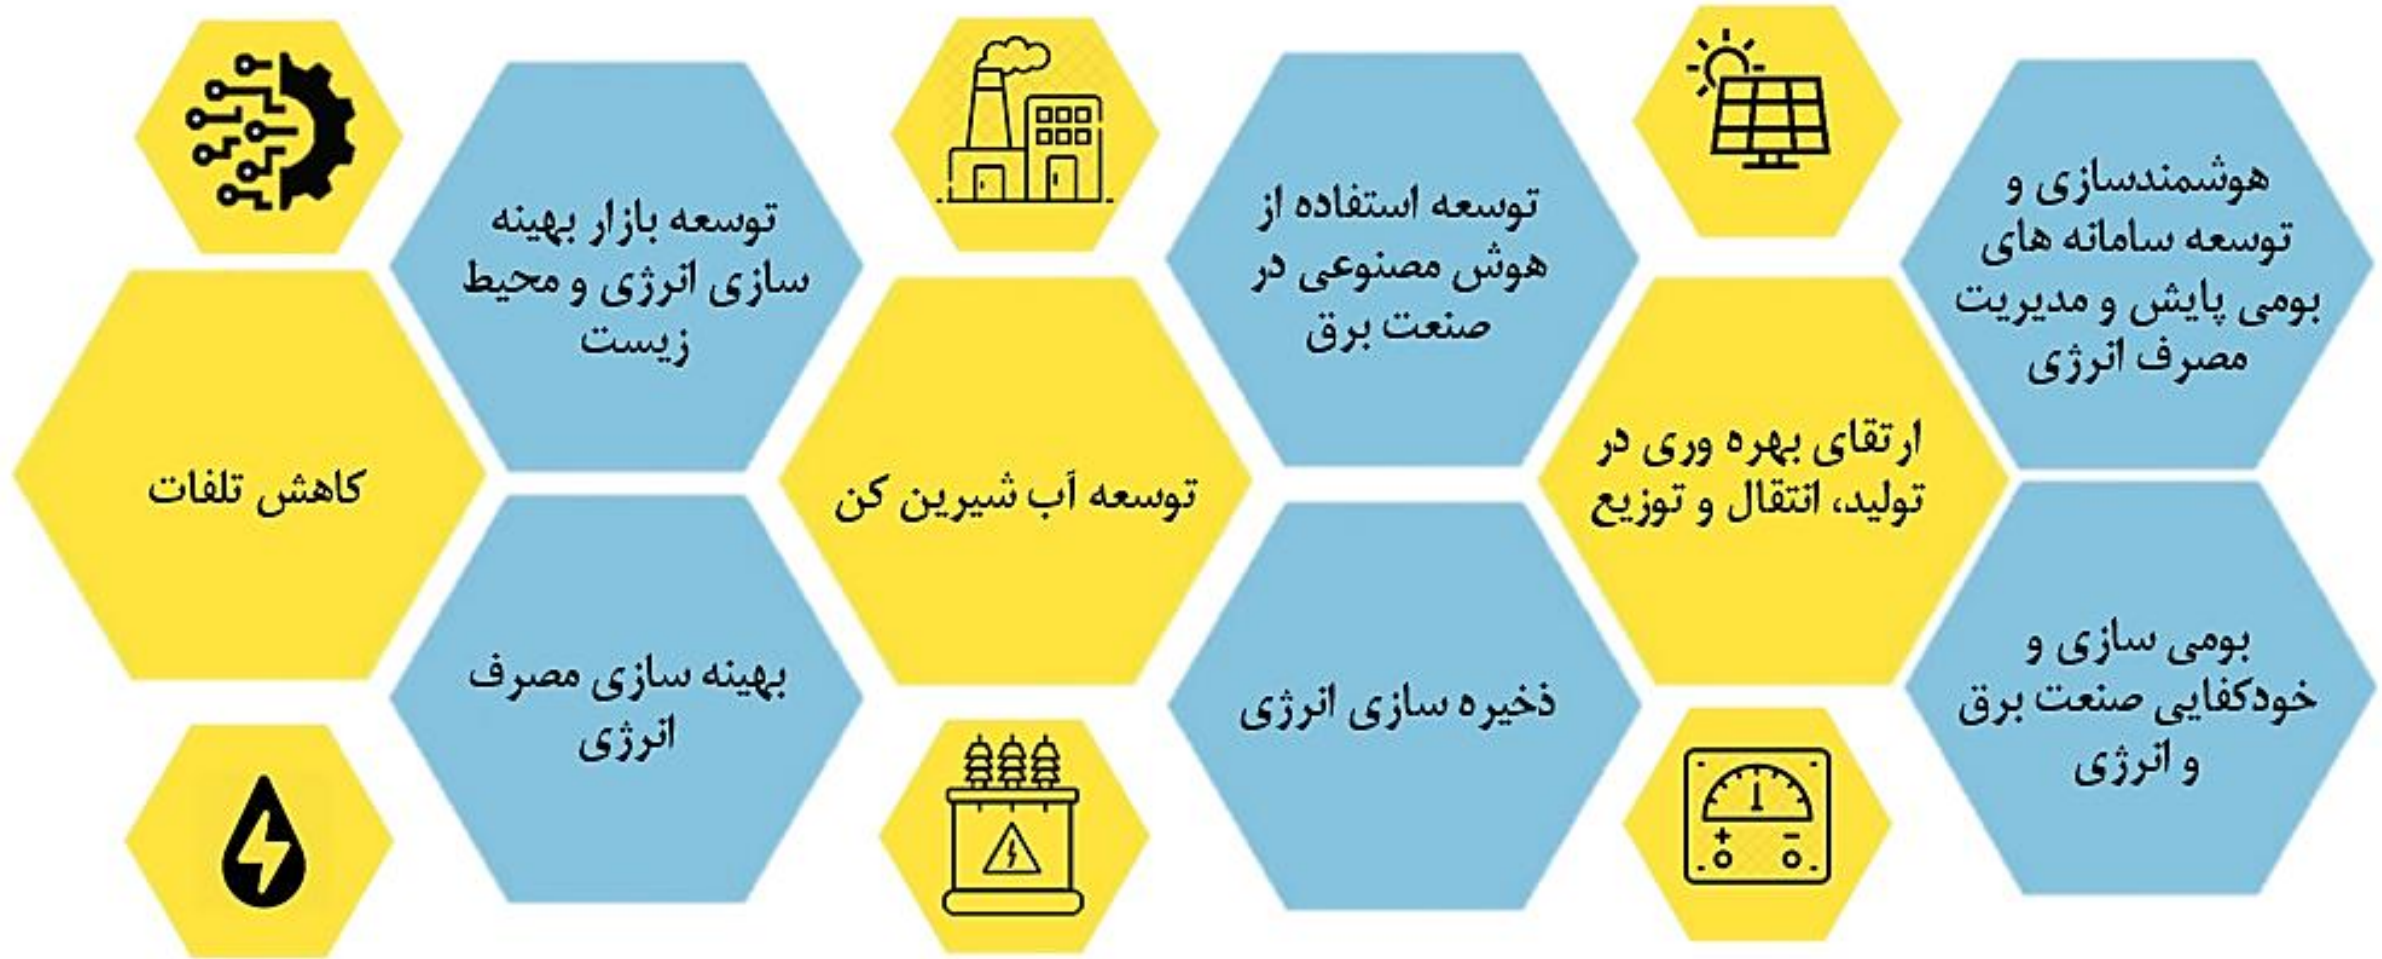 هوشمندسازی و
توسعه سامانه های
بومی پایش و مدیریت
مصرف انرژی
بومی سازی و
خودکفایی صنعت برق
و انرژی
ارتقای بهره وری در
تولید، انتقال و توزیع
توسعه استفاده از
هوش مصنوعی در
صنعت برق
ذخیره سازی انرژی
توسعه آب شیرین کن
توسعه بازار بهینه
سازی انرژی و محیط
زیست
بهینه سازی مصرف
انرژی
کاهش تلفات